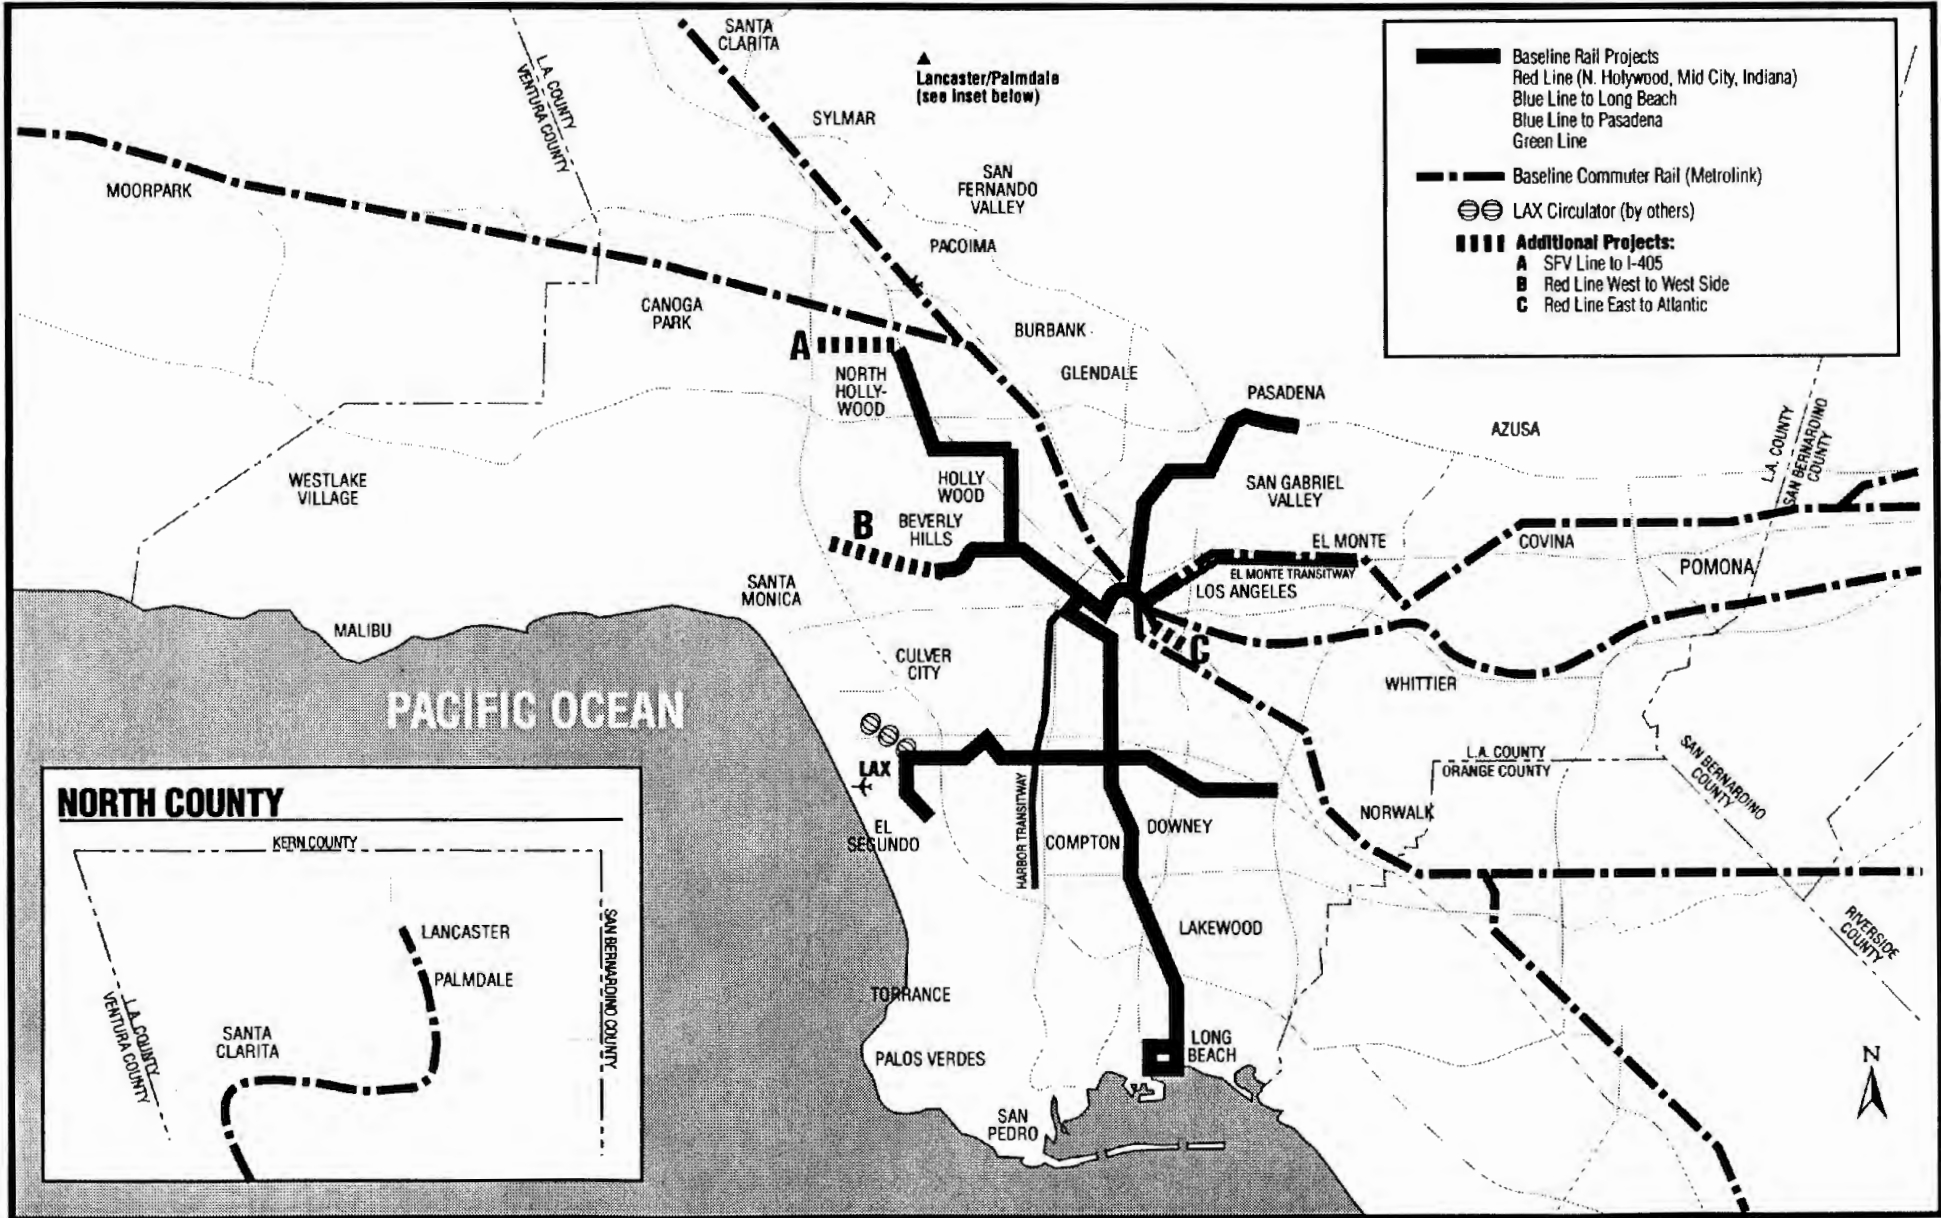 SANTA
CLARITA
Lancaster/Palmdale
(see inset below)
L.A. COUNTY
VENTURA COUNTY
SYLMAR
SAN
FERNANDO
VALLEY
MOORPARK
PACOIMA
CANOGA
PARK
BURBANK
GLENDALE
A
NORTH
HOLLY-
WOOD
PASADENA
AZUSA
L.A. COUNTY
SAN BERNARDINO
COUNTY
WESTLAKE
VILLAGE
HOLLY
WOOD
SAN GABRIEL
VALLEY
B
BEVERLY
HILLS
EL MONTE
COVINA
EL MONTE TRANSITWAY
POMONA
SANTA
MONICA
LOS ANGELES
MALIBU
C
CULVER
CITY
WHITTIER
PACIFIC OCEAN
L.A. COUNTY
ORANGE COUNTY
SAN BERNARDINO
COUNTY
LAX
HARBOR TRANSITWAY
NORWALK
EL
SEGUNDO
COMPTON
DOWNEY
LAKEWOOD
RIVERSIDE
COUNTY
TORRANCE
PALOS VERDES
LONG
BEACH
SAN
PEDRO
N
Baseline Rail Projects
Red Line (N. Holywood, Mid City, Indiana)
Blue Line to Long Beach
Blue Line to Pasadena
Green Line
Baseline Commuter Rail (Metrolink)
LAX Circulator (by others)
Additional Projects:
A SFV Line to I-405
B Red Line West to West Side
C Red Line East to Atlantic
NORTH COUNTY
KERN COUNTY
LANCASTER
PALMDALE
SAN BERNARDINO COUNTY
L.A. COUNTY
VENTURA COUNTY
SANTA
CLARITA